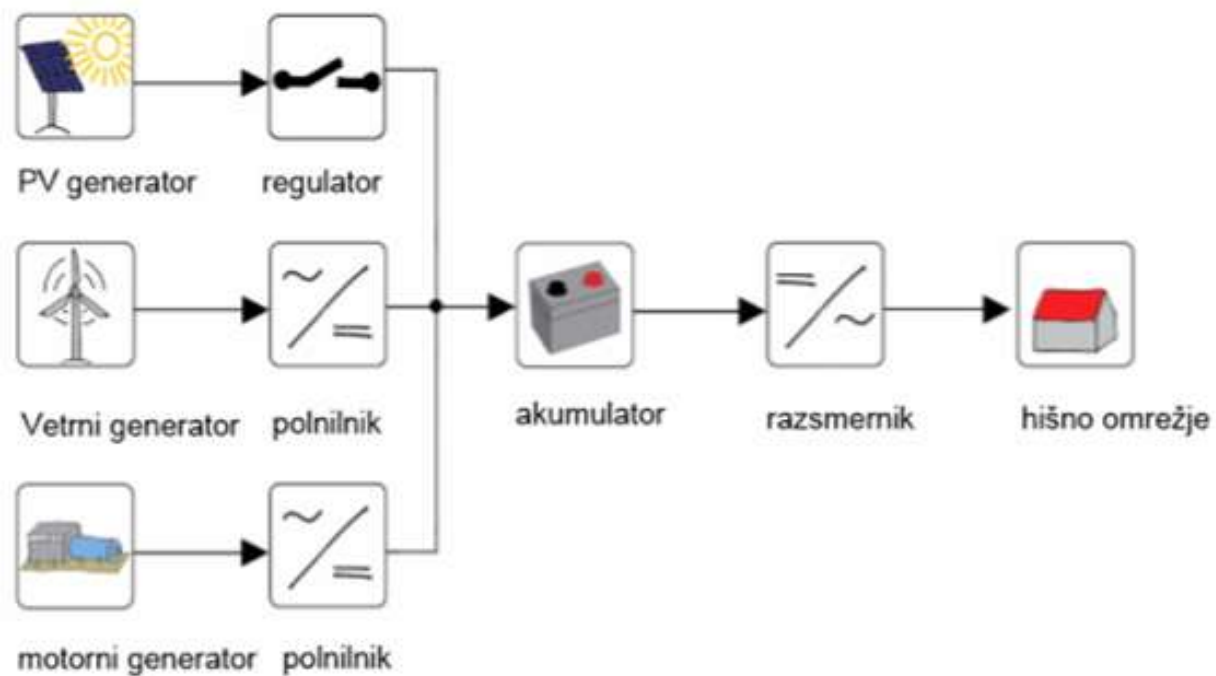 PV generator
regulator
Vetrni generator
polnilnik
akumulator
razsmernik
hišno omrežje
motorni generator
polnilnik